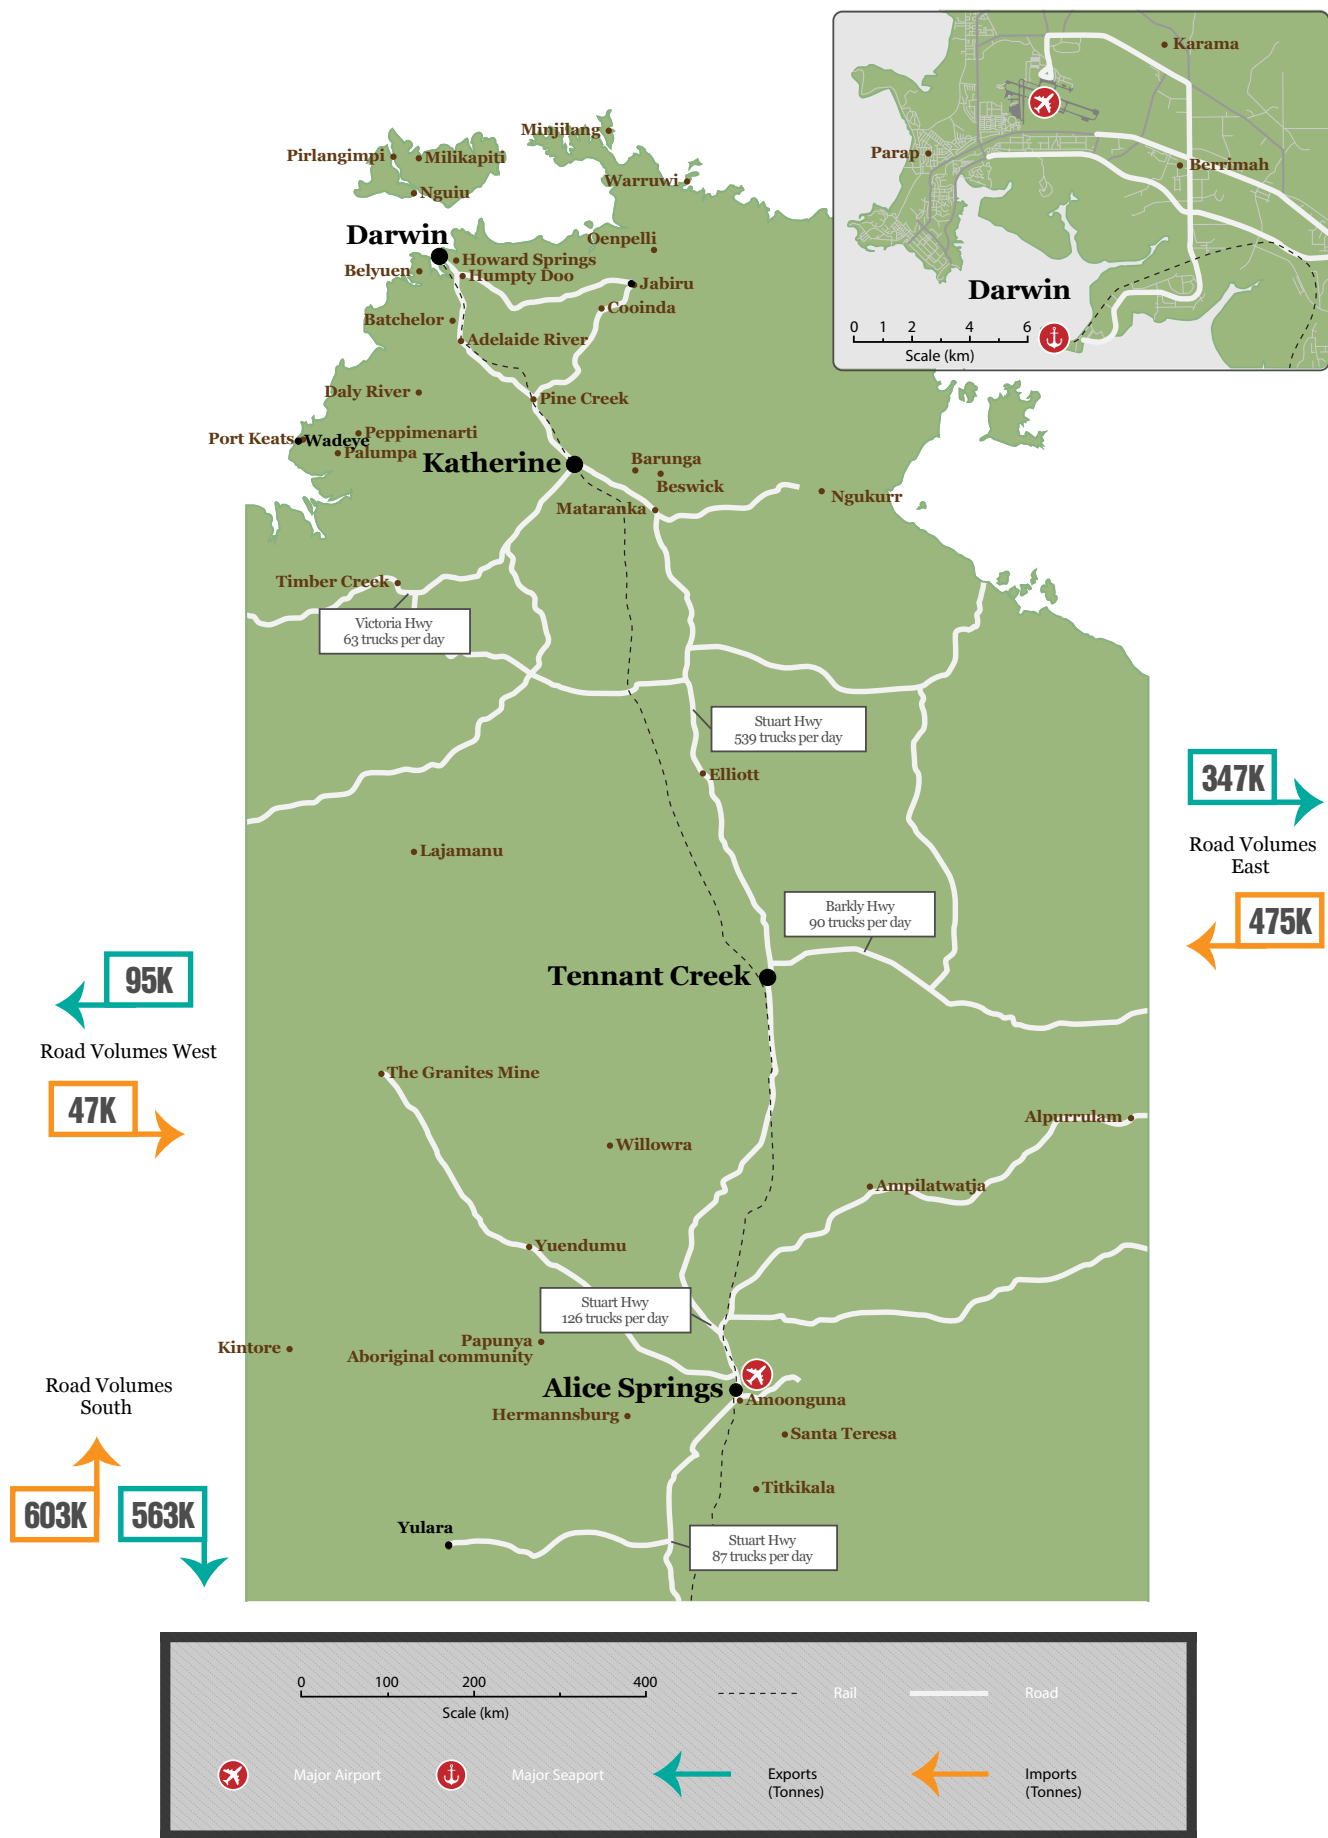 Karama
Parap
Berrimah
Darwin
0 1 2 4 6
Scale (km)
Minjilang
Pirlangimpi
Milikapiti
Warruwi
Nguiu
Darwin
Oenpelli
Howard Springs
Belyuen
Humpty Doo
Jabiru
Cooinda
Batchelor
Adelaide River
Daly River
Pine Creek
Port Keats
Wadeye
Peppimenarti
Palumpa
Katherine
Barunga
Beswick
Ngukurr
Mataranka
Timber Creek
Victoria Hwy
63 trucks per day
Stuart Hwy
539 trucks per day
Elliott
347K
Road Volumes
East
475K
Lajamanu
Barkly Hwy
90 trucks per day
95K
Tennant Creek
Road Volumes West
47K
The Granites Mine
Alpurrulam
Willowra
Ampilatwatja
Yuendumu
Stuart Hwy
126 trucks per day
Kintore
Papunya
Aboriginal community
Road Volumes
South
Alice Springs
Amoonguna
Hermannsburg
Santa Teresa
Titkikala
603K
563K
Yulara
Stuart Hwy
87 trucks per day
0 100 200 400
Scale (km)
Rail
Road
Major Airport
Major Seaport
Exports
(Tonnes)
Imports
(Tonnes)